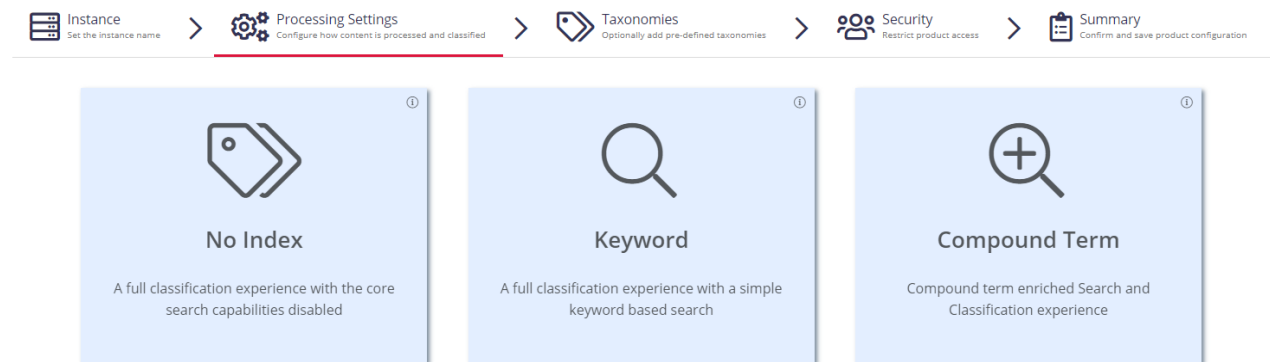 Instance
Set the instance name
Processing Settings
Configure how content is processed and classified
Taxonomies
Optionally add pre-defined taxonomies
Security
Restrict product access
Summary
Confirm and save product configuration
No Index
A full classification experience with the core
search capabilities disabled
Keyword
A full classification experience with a simple
keyword based search
Compound Term
Compound term enriched Search and
Classification experience